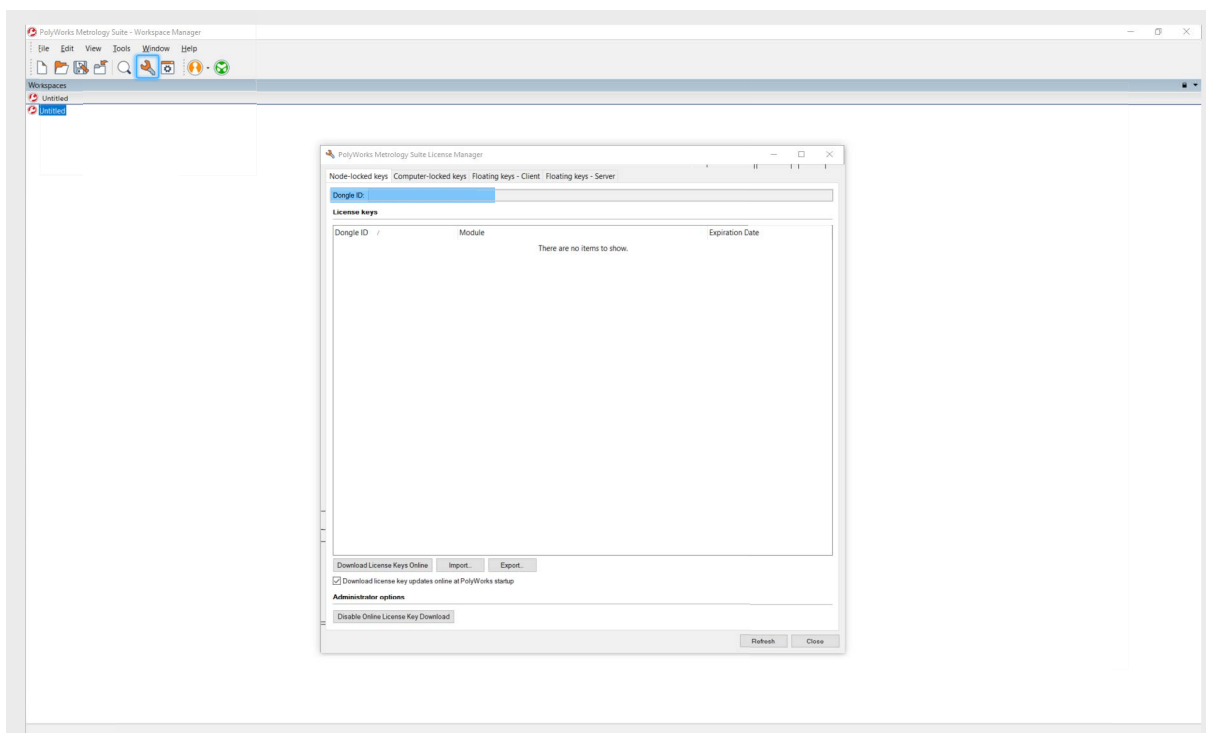 PolyWorks Metrology Suite - Workspace Manager
File Edit View Tools Window Help
Workspaces
Untitled
Untitled
PolyWorks Metrology Suite License Manager
Node-locked keys Computer-locked keys Floating keys - Client Floating keys - Server
Dongle ID:
License keys
Dongle ID / Module Expiration Date
There are no items to show.
Download License Keys Online Import... Export...
Download license key updates online at PolyWorks startup
Administrator options
Disable Online License Key Download
Refresh Close